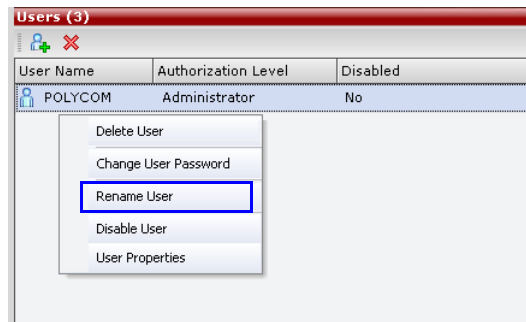 Users (3)
User Name Authorization Level Disabled
POLYCOM Administrator No
Delete User
Change User Password
Rename User
Disable User
User Properties